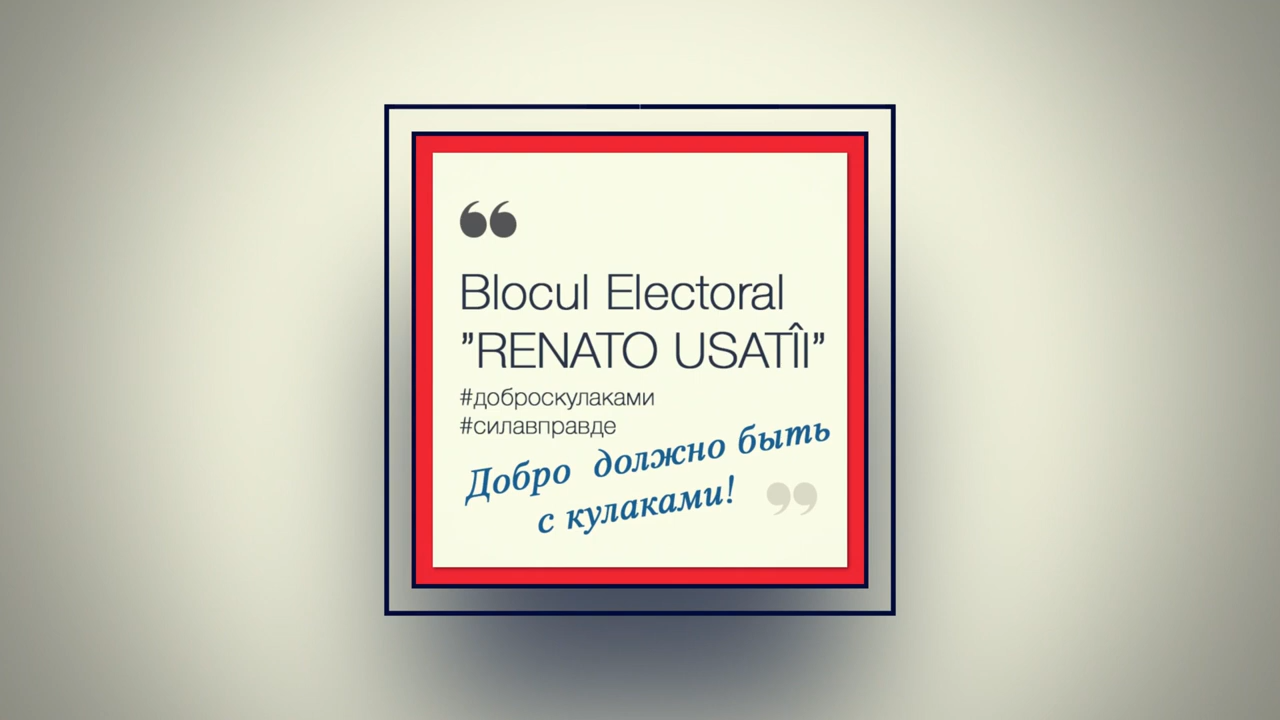 “
Blocul Electoral
”RENATO USATÎI”
#доброскулаками
#силавправде
Добро должно быть
с кулаками!
”